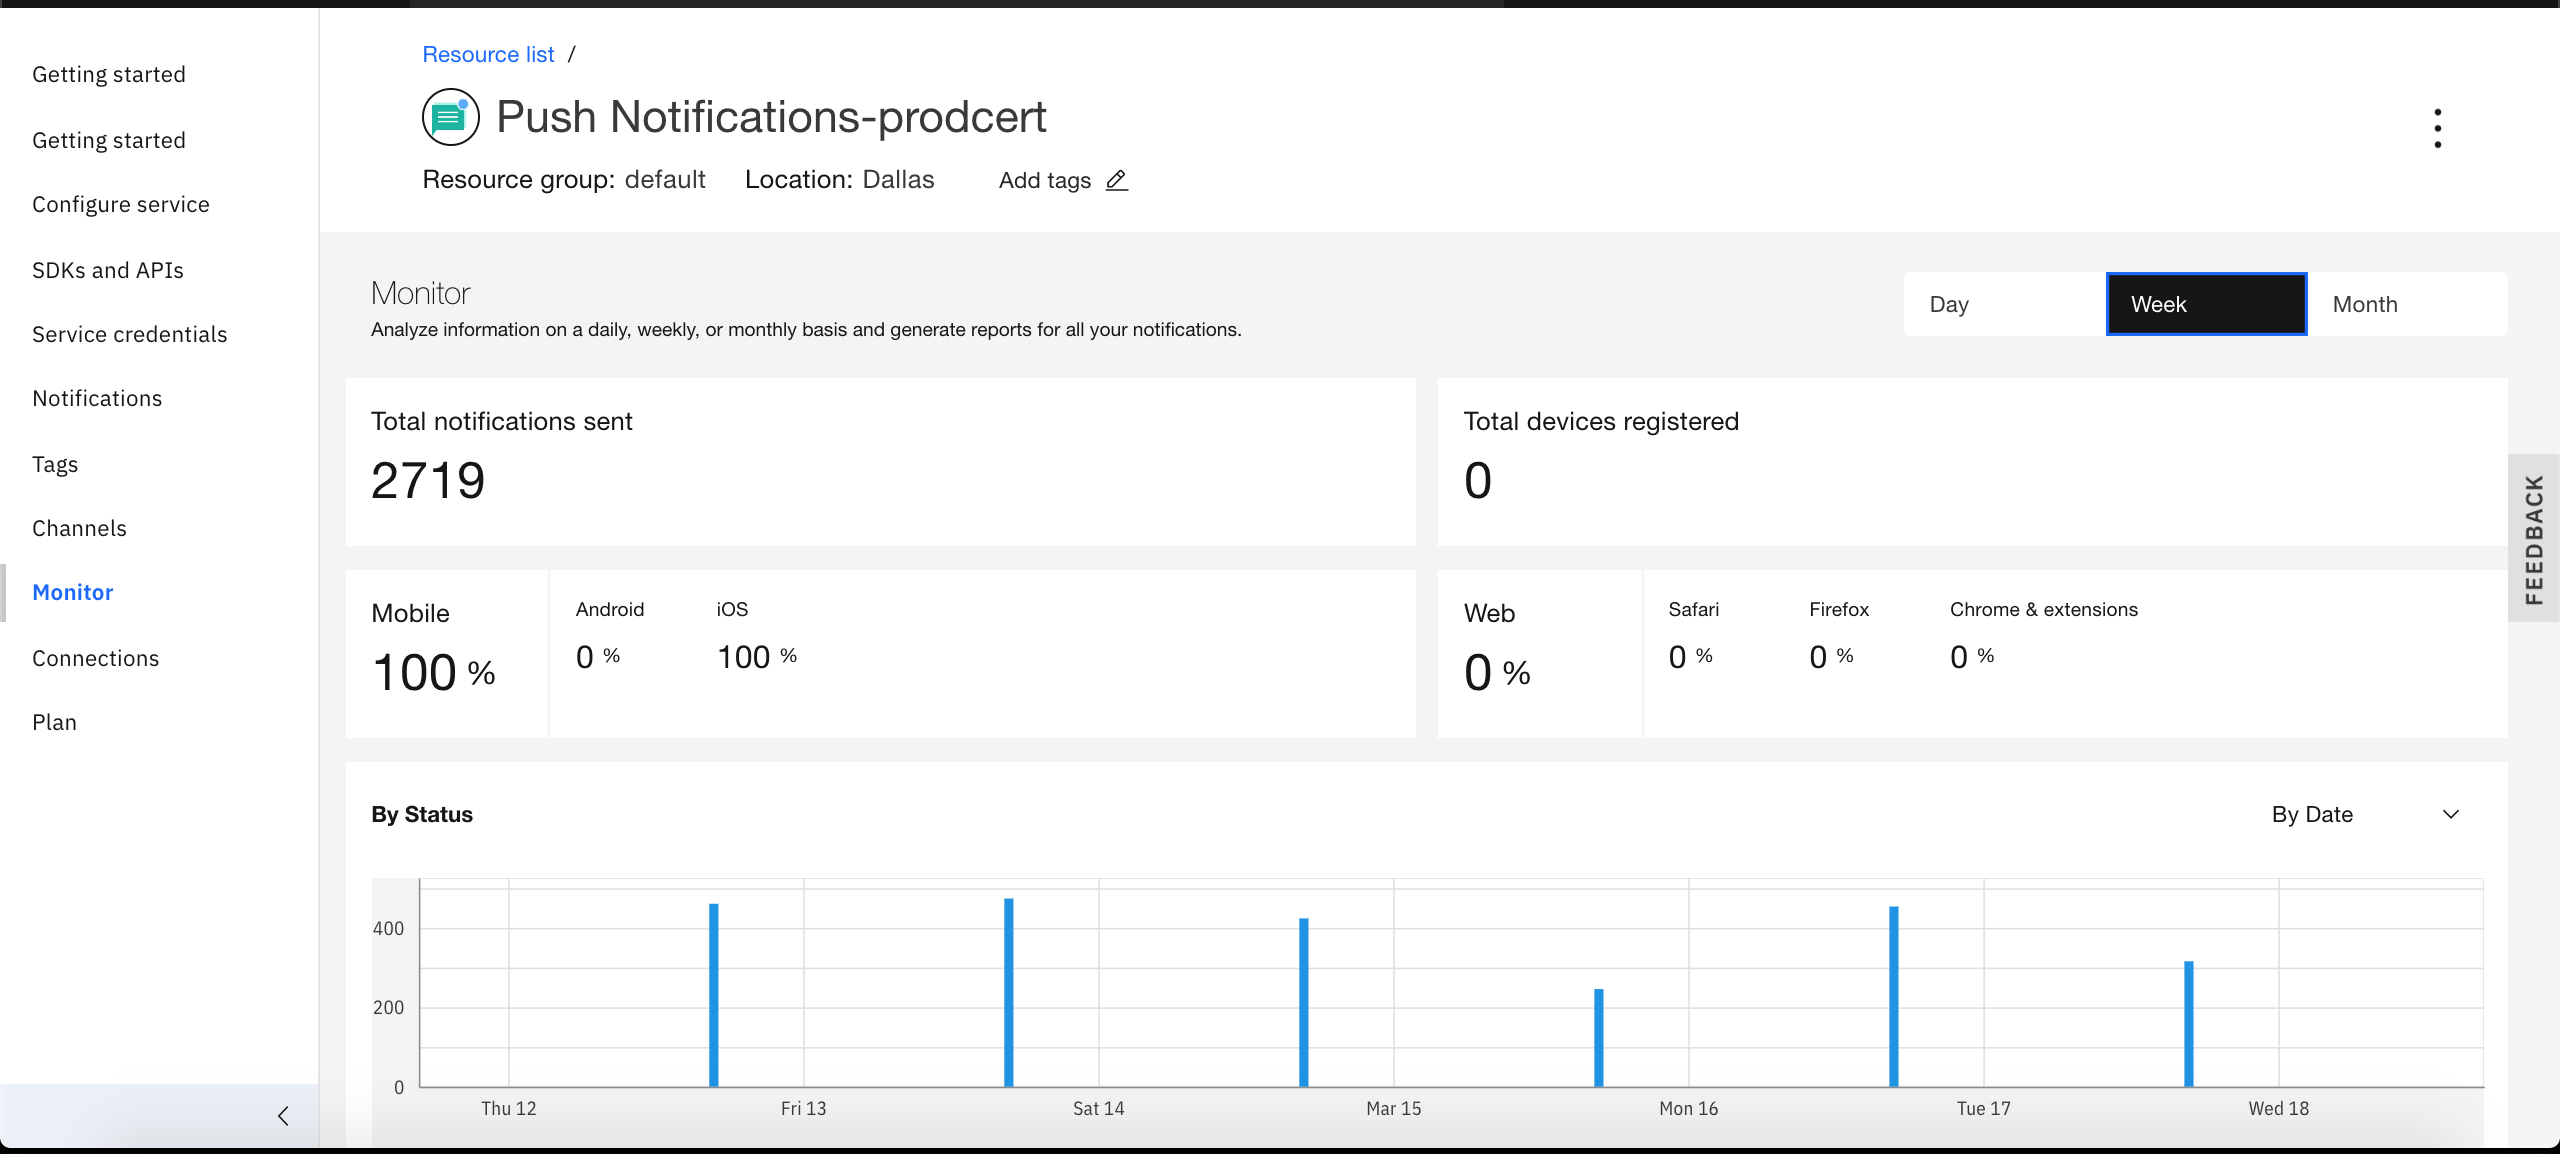 Getting started
Getting started
Configure service
SDKs and APIs
Service credentials
Notifications
Tags
Channels
Monitor
Connections
Plan
Resource list /
Push Notifications-prodcert
Resource group: default Location: Dallas Add tags
Monitor
Analyze information on a daily, weekly, or monthly basis and generate reports for all your notifications.
Day Week Month
Total notifications sent
2719
Total devices registered
0
Mobile
100 %
Android
0 %
iOS
100 %
Web
0 %
Safari
0 %
Firefox
0 %
Chrome & extensions
0 %
FEEDBACK
By Status
By Date
400
200
0
Thu 12 Fri 13 Sat 14 Mar 15 Mon 16 Tue 17 Wed 18